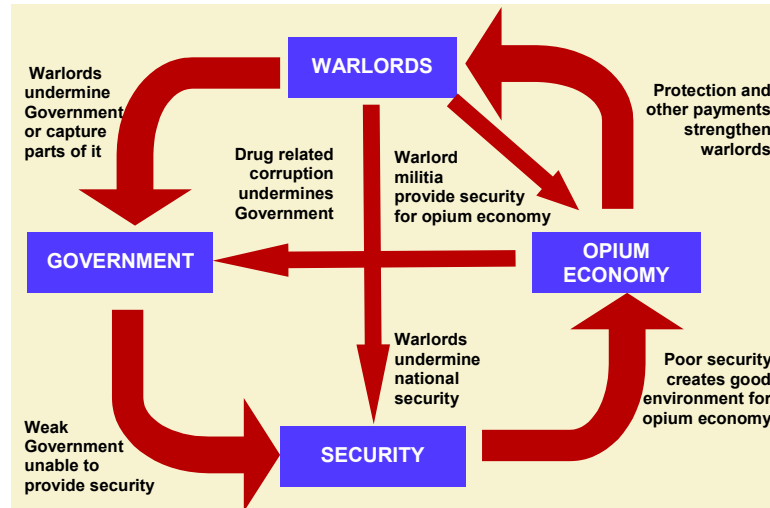 WARLORDS
Warlords
undermine
Government
or capture
parts of it
Protection and
other payments
strengthen
warlords
Drug related
corruption
undermines
Government
Warlord
militia
provide security
for opium economy
GOVERNMENT
OPIUM
ECONOMY
Warlords
undermine
national
security
Poor security
creates good
environment for
opium economy
Weak
Government
unable to
provide security
SECURITY